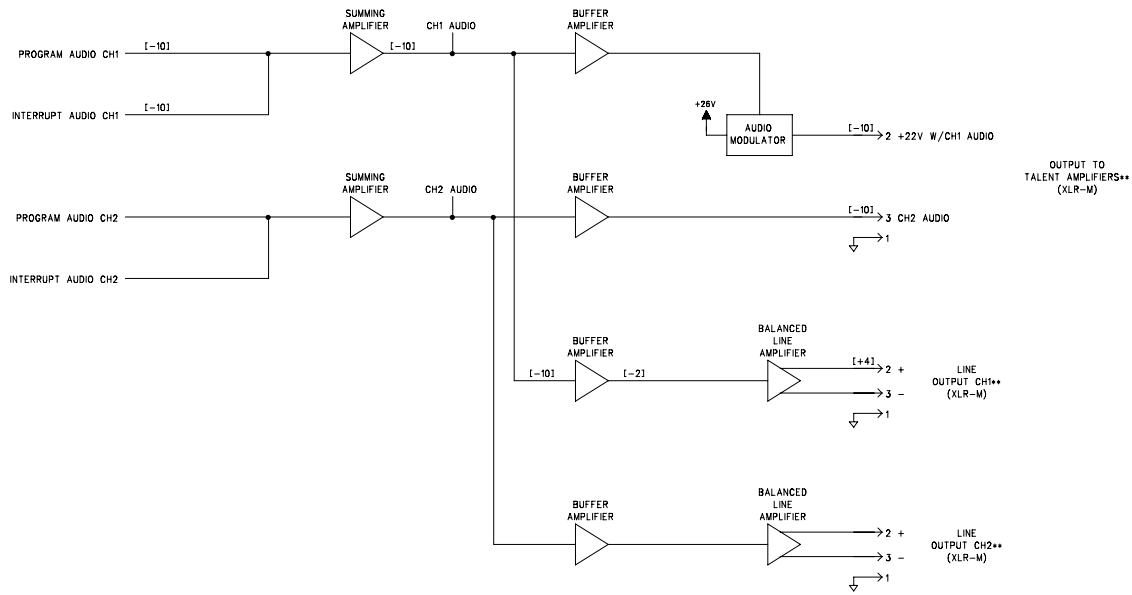 SUMMING
AMPLIFIER
CH1 AUDIO
BUFFER
AMPLIFIER
PROGRAM AUDIO CH1
[-10]
[-10]
INTERRUPT AUDIO CH1
[-10]
+26V
AUDIO
MODULATOR
[-10]
2 +22V W/CH1 AUDIO
OUTPUT TO
TALENT AMPLIFIERS**
(XLR-M)
SUMMING
AMPLIFIER
CH2 AUDIO
BUFFER
AMPLIFIER
PROGRAM AUDIO CH2
[-10]
3 CH2 AUDIO
1
INTERRUPT AUDIO CH2
BUFFER
AMPLIFIER
BALANCED
LINE
AMPLIFIER
[-10]
[-2]
[+4]
2 +
3 -
1
LINE
OUTPUT CH1**
(XLR-M)
BUFFER
AMPLIFIER
BALANCED
LINE
AMPLIFIER
2 +
3 -
1
LINE
OUTPUT CH2**
(XLR-M)